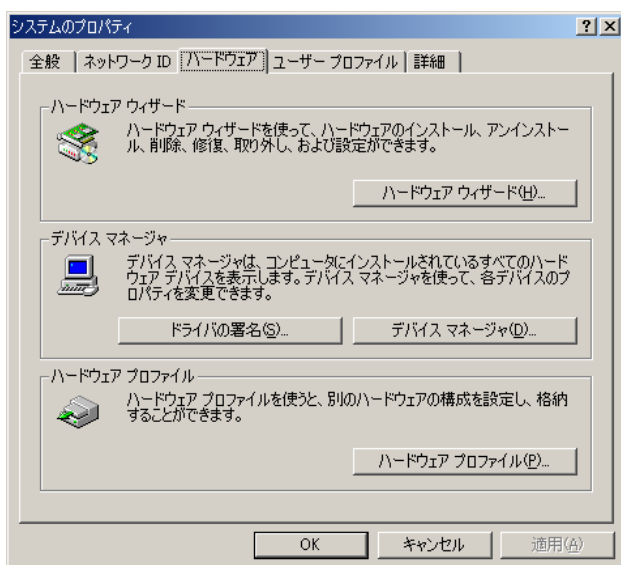 システムのプロパティ
全般 ネットワーク ID ハードウェア ユーザー プロファイル 詳細
ハードウェア ウィザード
ハードウェア ウィザードを使って、ハードウェアのインストール、アンインストー
ル、削除、修復、取り外し、および設定ができます。
ハードウェア ウィザード(H)...
デバイス マネージャ
デバイス マネージャは、コンピュータにインストールされているすべてのハード
ウェア デバイスを表示します。デバイス マネージャを使って、各デバイスのプ
ロパティを変更できます。
ドライバの署名(S)... デバイス マネージャ(D)...
ハードウェア プロファイル
ハードウェア プロファイルを使うと、別のハードウェアの構成を設定し、格納
することができます。
ハードウェア プロファイル(P)...
OK キャンセル 適用(A)